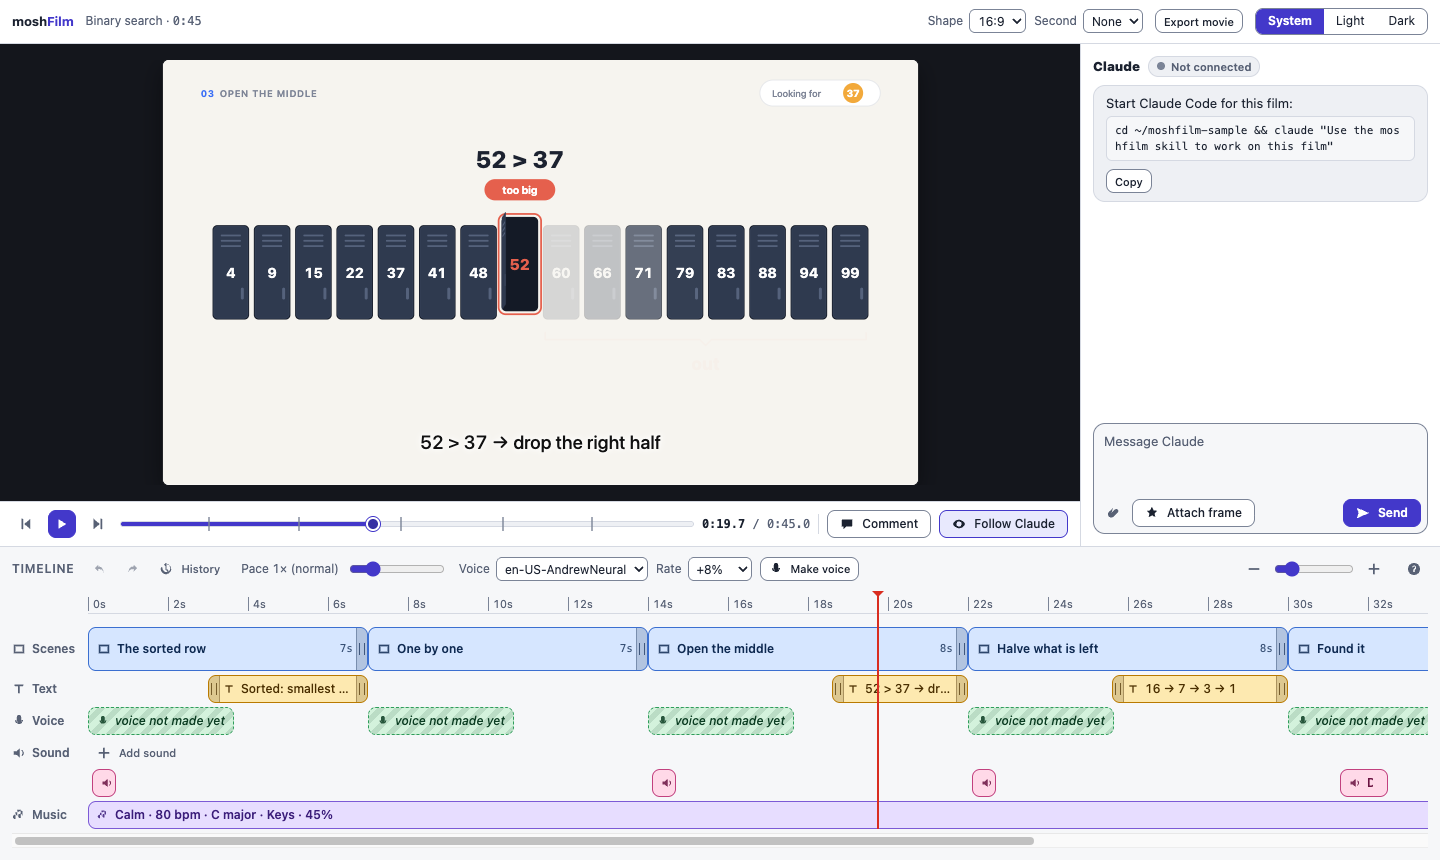 moshFilm Binary search · 0:45 Shape 16:9 Second None Export movie System Light Dark
03 OPEN THE MIDDLE
Looking for 37
52 > 37
too big
4 9 15 22 37 41 48 52 60 66 71 79 83 88 94 99
52 > 37 → drop the right half
Claude Not connected
Start Claude Code for this film:
cd ~/moshfilm-sample && claude "Use the mos
hfilm skill to work on this film"
Copy
Message Claude
Attach frame Send
0:19.7 / 0:45.0 Comment Follow Claude
TIMELINE History Pace 1× (normal) Voice en-US-AndrewNeural Rate +8% Make voice
0s 2s 4s 6s 8s 10s 12s 14s 16s 18s 20s 22s 24s 26s 28s 30s 32s
Scenes The sorted row 7s One by one 7s Open the middle 8s Halve what is left 8s Found it
Text Sorted: smallest ... 52 > 37 → dr... 16 → 7 → 3 → 1
Voice voice not made yet voice not made yet voice not made yet voice not made yet voice not made yet
Sound Add sound
Music Calm · 80 bpm · C major · Keys · 45%